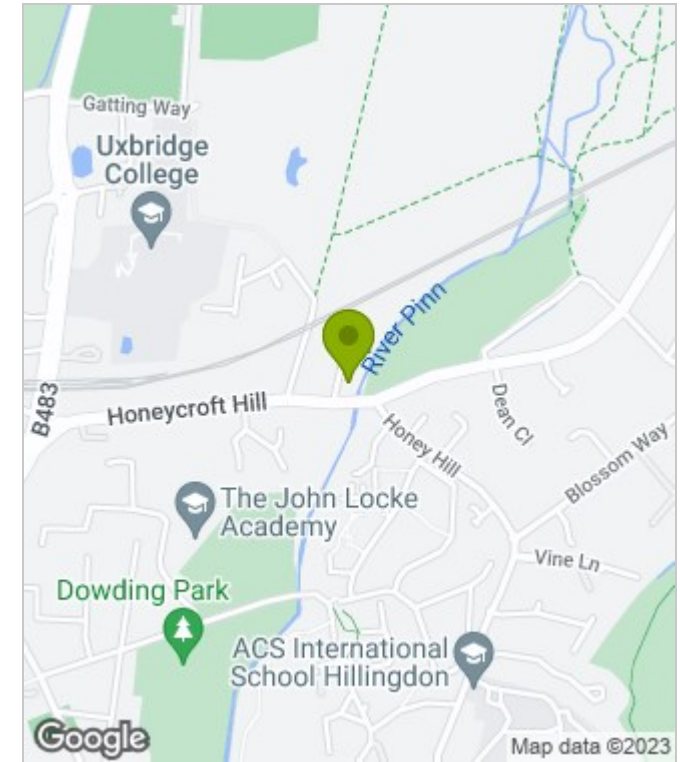 Gatting Way
Uxbridge
College
River Pinn
B483
Honeycroft Hill
Dean Cl
Honey Hill
Blossom Way
The John Locke
Academy
Vine Ln
Dowding Park
ACS International
School Hillingdon
Google
Map data ©2023